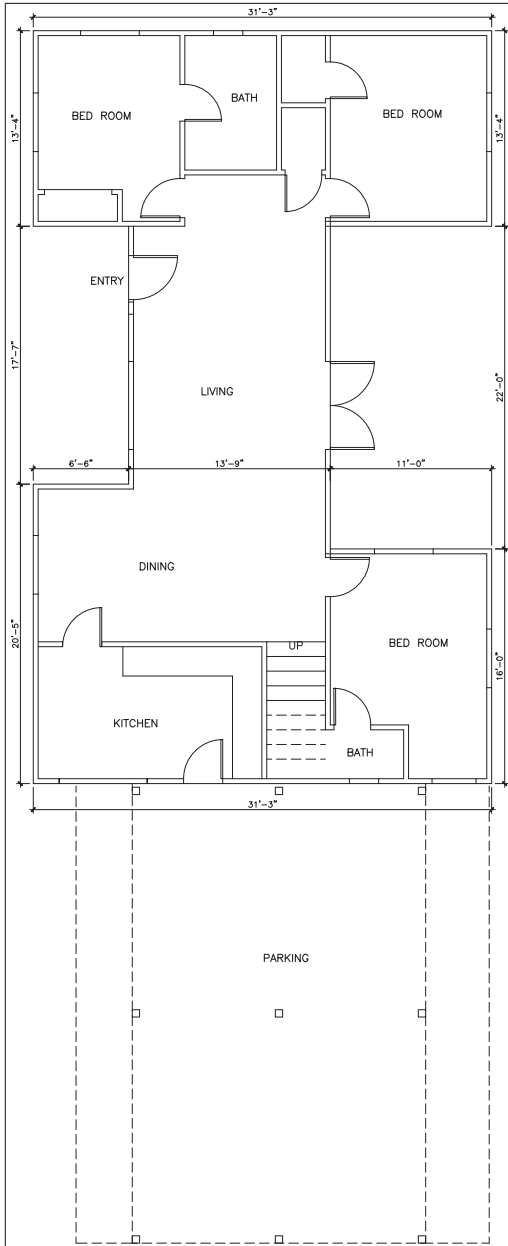 31'-3"
BED ROOM
BATH
BED ROOM
13'-4"
13'-4"
ENTRY
17'-7"
LIVING
22'-0"
6'-6"
13'-9"
11'-0"
DINING
20'-5"
UP
BED ROOM
16'-0"
KITCHEN
BATH
31'-3"
PARKING